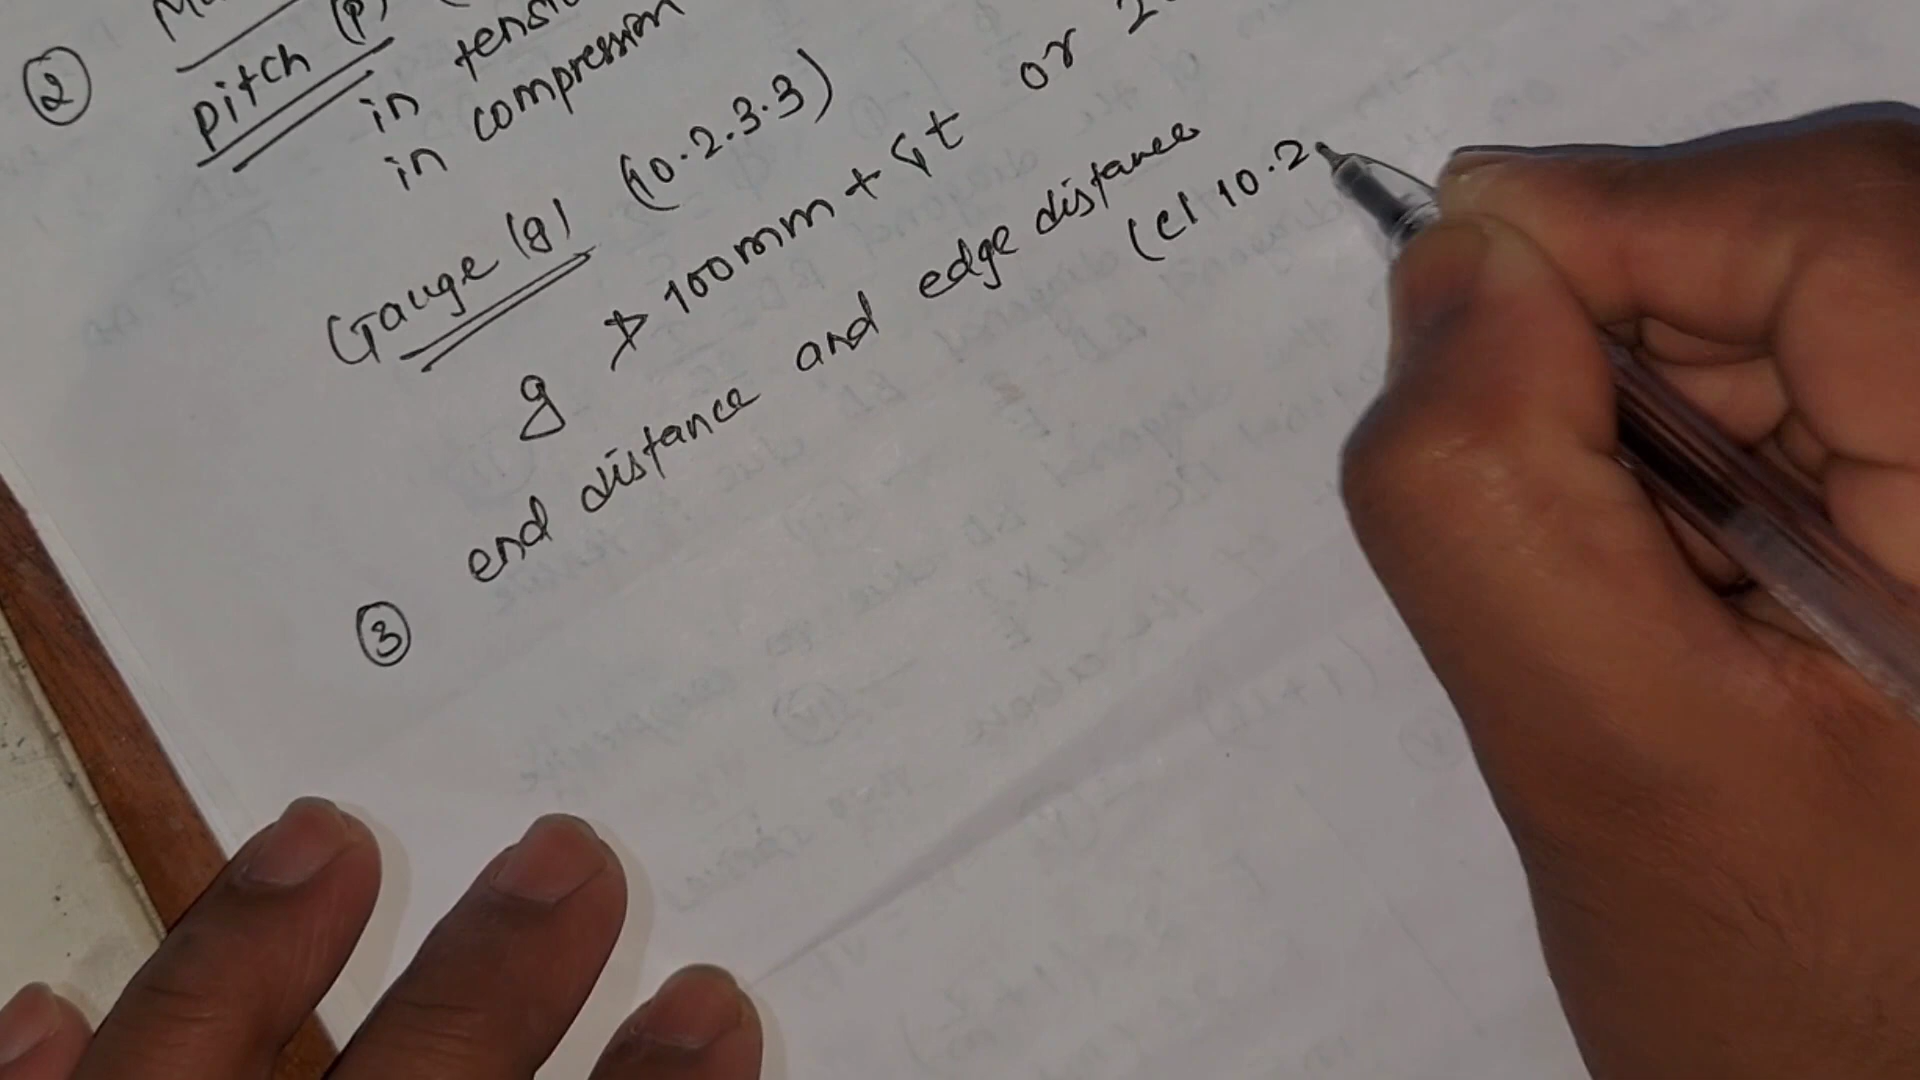 ②
pitch (p)
in
in compression
Gauge (g) (10.2.3.3)
g ≯ 100mm + 4t or
③ end distance and edge distance
(cl 10.2